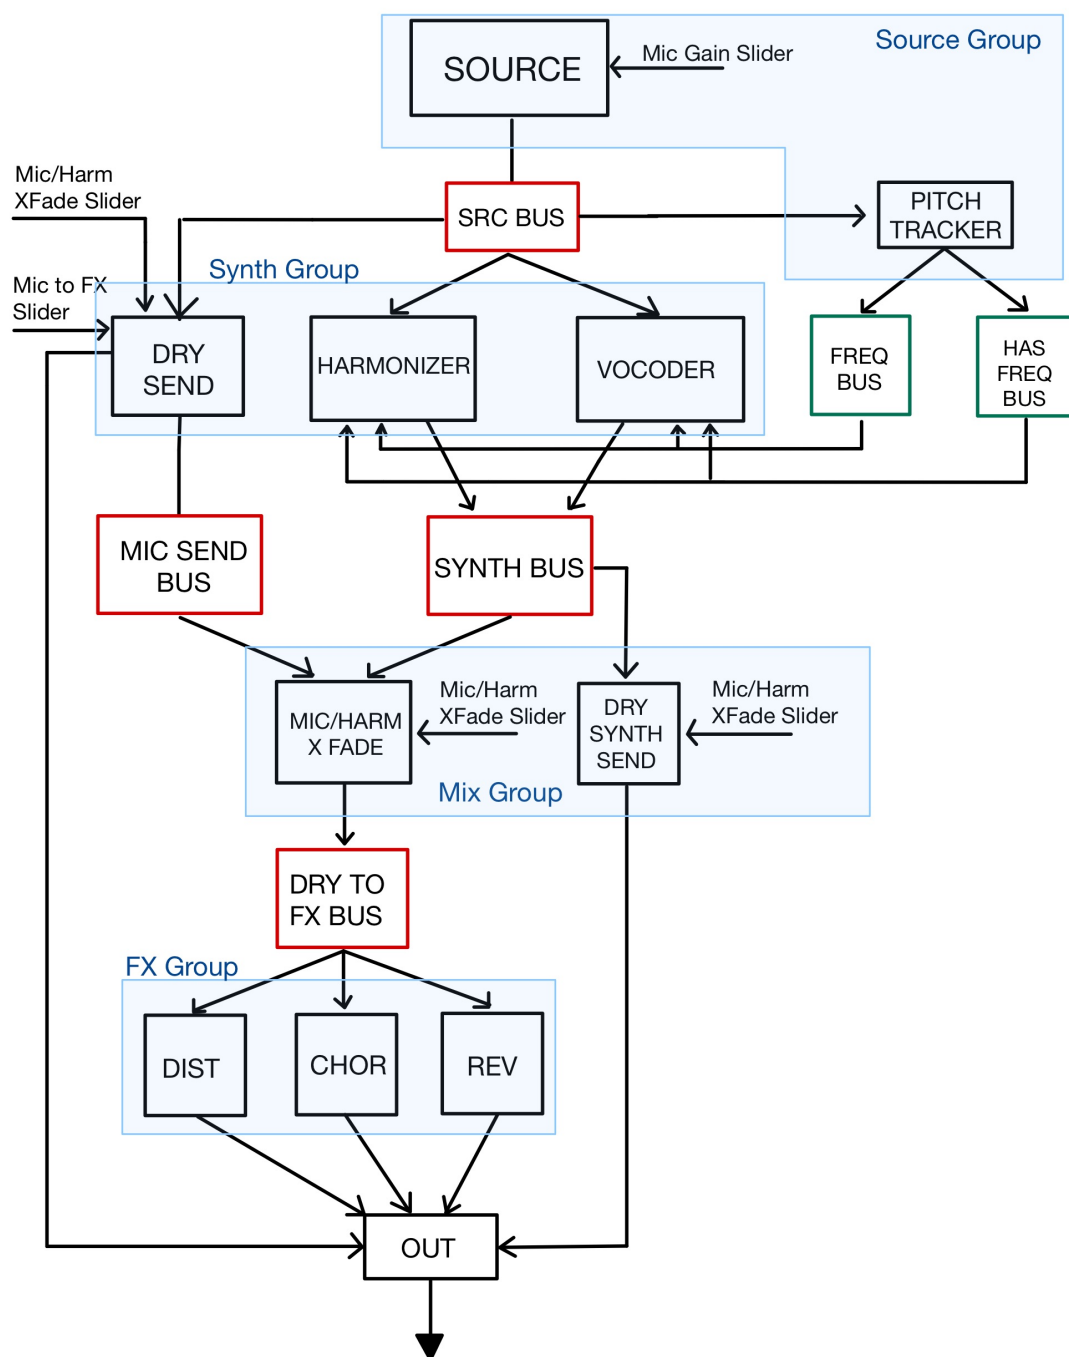 Source Group
SOURCE
Mic Gain Slider
Mic/Harm
XFade Slider
SRC BUS
PITCH
TRACKER
Synth Group
Mic to FX
Slider
DRY
SEND
HARMONIZER
VOCODER
FREQ
BUS
HAS
FREQ
BUS
MIC SEND
BUS
SYNTH BUS
MIC/HARM
X FADE
Mic/Harm
XFade Slider
DRY
SYNTH
SEND
Mic/Harm
XFade Slider
Mix Group
DRY TO
FX BUS
FX Group
DIST
CHOR
REV
OUT